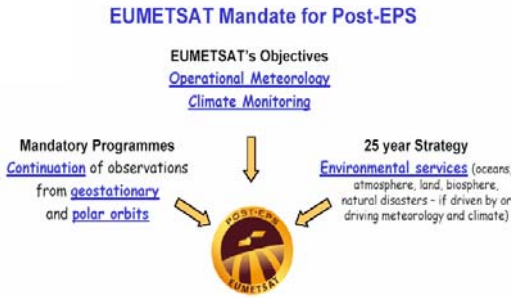 EUMETSAT Mandate for Post-EPS
EUMETSAT's Objectives
Operational Meteorology
Climate Monitoring
Mandatory Programmes
Continuation of observations
from geostationary
and polar orbits
25 year Strategy
Environmental services (oceans,
atmosphere, land, biosphere,
natural disasters - if driven by or
driving meteorology and climate)
POST-EPS
EUMETSAT